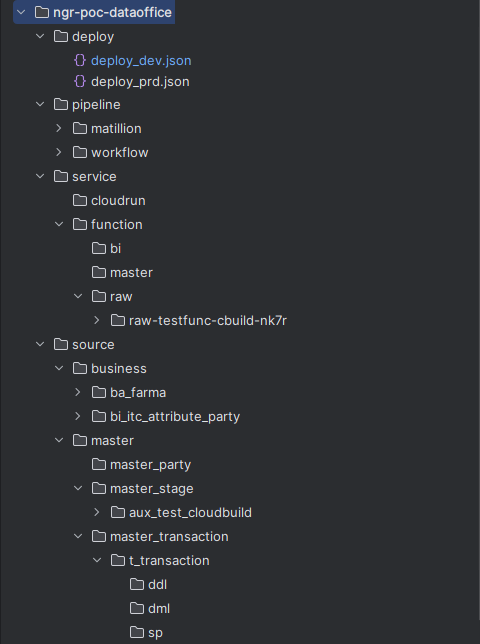 ngr-poc-dataoffice
deploy
{} deploy_dev.json
{} deploy_prd.json
pipeline
matillion
workflow
service
cloudrun
function
bi
master
raw
raw-testfunc-cbuild-nk7r
source
business
ba_farma
bi_itc_attribute_party
master
master_party
master_stage
aux_test_cloudbuild
master_transaction
t_transaction
ddl
dml
sp